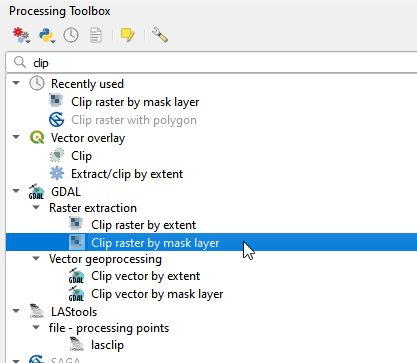 Processing Toolbox
clip
Recently used
Clip raster by mask layer
Clip raster with polygon
Vector overlay
Clip
Extract/clip by extent
GDAL
Raster extraction
Clip raster by extent
Clip raster by mask layer
Vector geoprocessing
Clip vector by extent
Clip vector by mask layer
LAStools
file - processing points
lasclip
SAGA